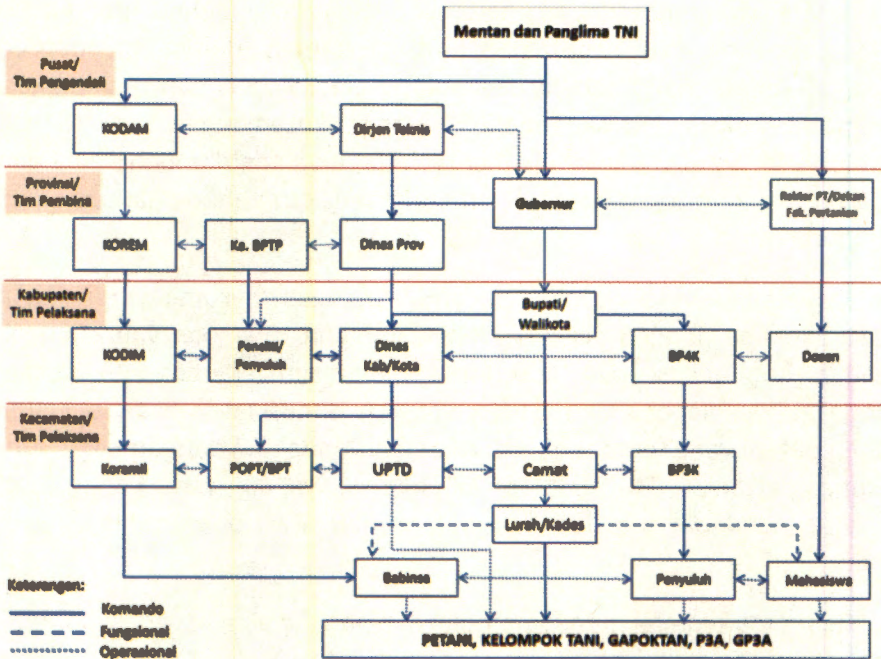 Mentan dan Panglima TNI
Pusat/
Tim Pengendali
KODAM
Dirjen Teknis
Provinsi/
Tim Pembina
Gubernur
Rektor PT/Dekan
Fak. Pertanian
KOREM
Ka. BPTP
Dinas Prov
Kabupaten/
Tim Pelaksana
Bupati/
Walikota
KODIM
Peneliti/
Penyuluh
Dinas
Kab/Kota
BP4K
Dosen
Kecamatan/
Tim Pelaksana
Koramil
POPT/BPT
UPTD
Camat
BP3K
Lurah/Kades
Babinsa
Penyuluh
Mahasiswa
Keterangan:
Komando
Fungsional
Operasional
PETANI, KELOMPOK TANI, GAPOKTAN, P3A, GP3A